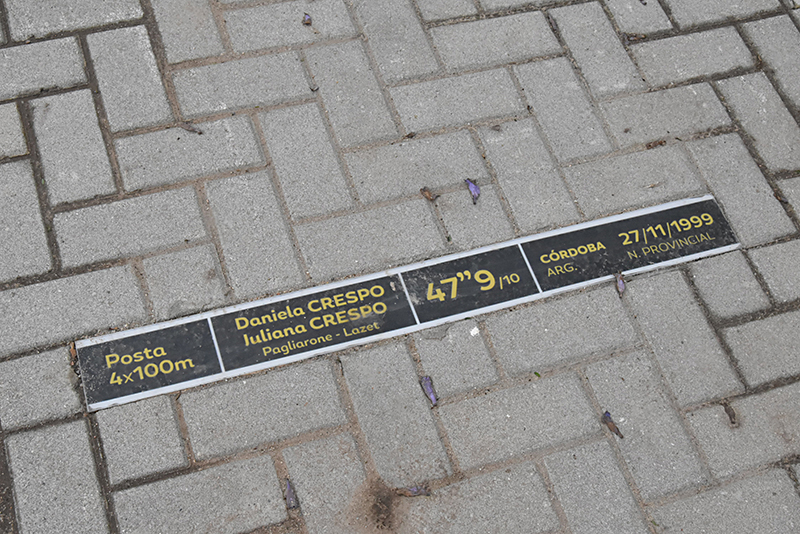 Posta
4x100m
Daniela CRESPO
Iuliana CRESPO
Pagliarone - Lazet
47”9/10
CÓRDOBA
ARG.
27/11/1999
N. PROVINCIAL